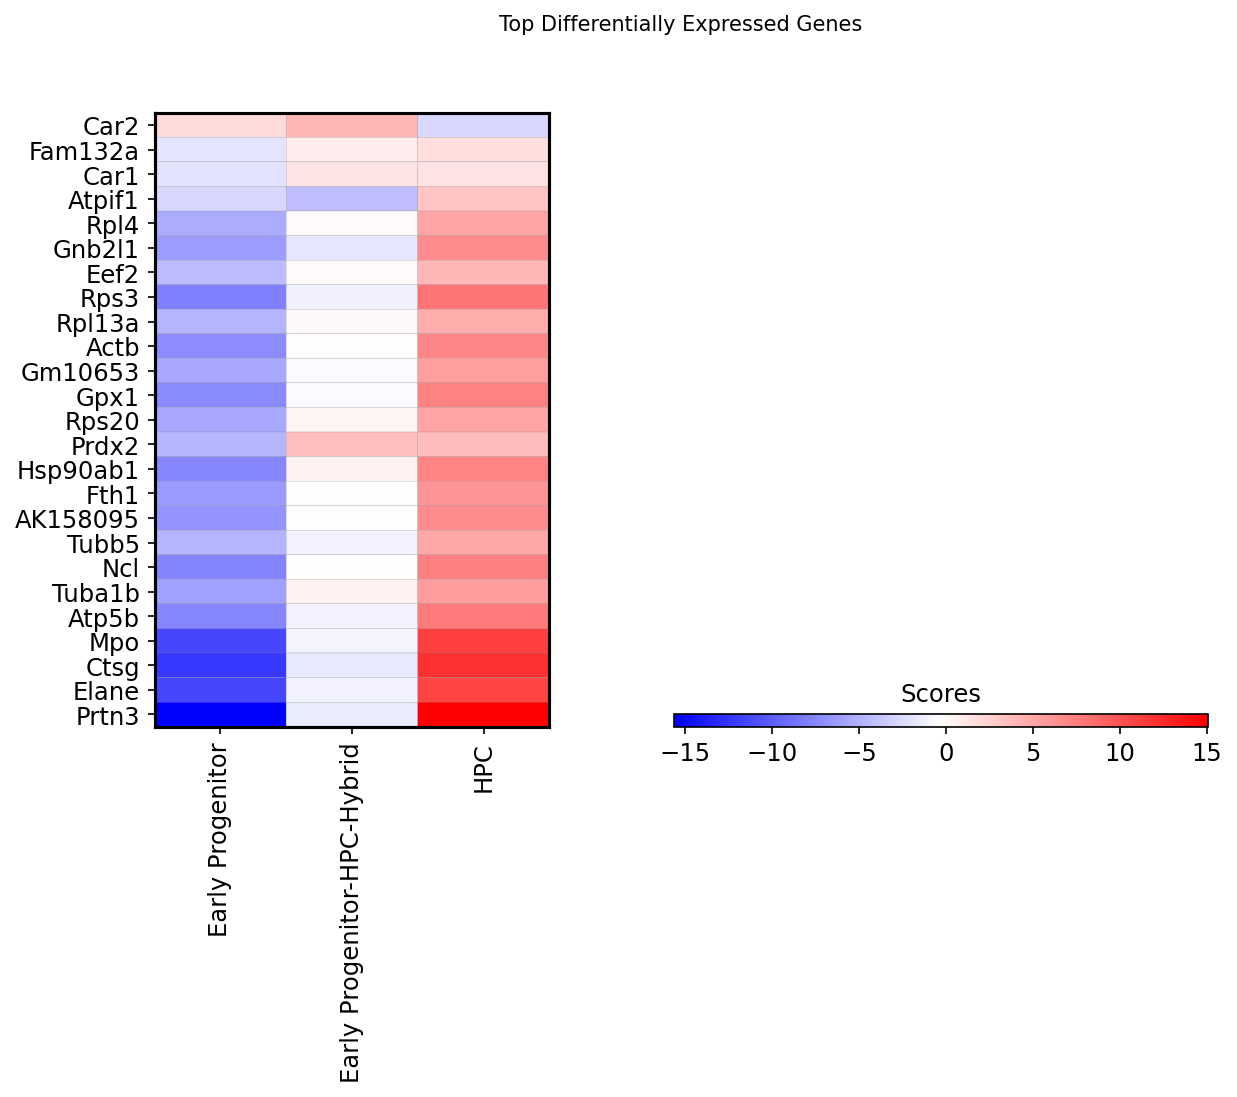 Top Differentially Expressed Genes
Car2
Fam132a
Car1
Atpif1
Rpl4
Gnb2l1
Eef2
Rps3
Rpl13a
Actb
Gm10653
Gpx1
Rps20
Prdx2
Hsp90ab1
Fth1
AK158095
Tubb5
Ncl
Tuba1b
Atp5b
Mpo
Ctsg
Elane
Prtn3
Early Progenitor
Early Progenitor-HPC-Hybrid
HPC
Scores
−15 −10 −5 0 5 10 15